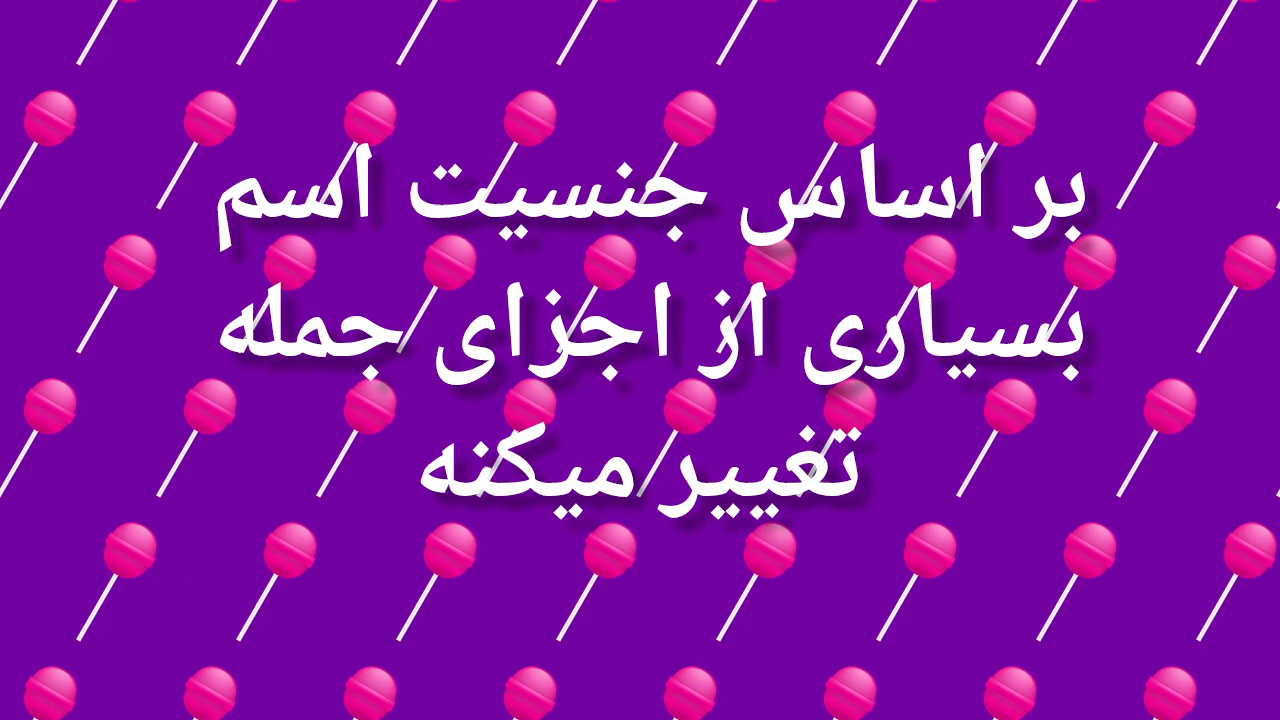 بر اساس جنسیت اسم
بسیاری از اجزای جمله
تغییر میکنه